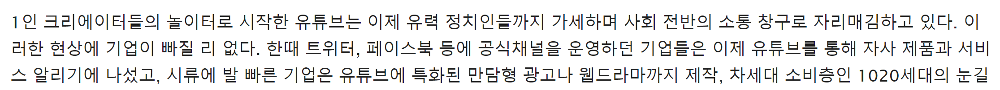 1인 크리에이터들의 놀이터로 시작한 유튜브는 이제 유력 정치인들까지 가세하며 사회 전반의 소통 창구로 자리매김하고 있다. 이
러한 현상에 기업이 빠질 리 없다. 한때 트위터, 페이스북 등에 공식채널을 운영하던 기업들은 이제 유튜브를 통해 자사 제품과 서비
스 알리기에 나섰고, 시류에 발 빠른 기업은 유튜브에 특화된 만담형 광고나 웹드라마까지 제작, 차세대 소비층인 1020세대의 눈길